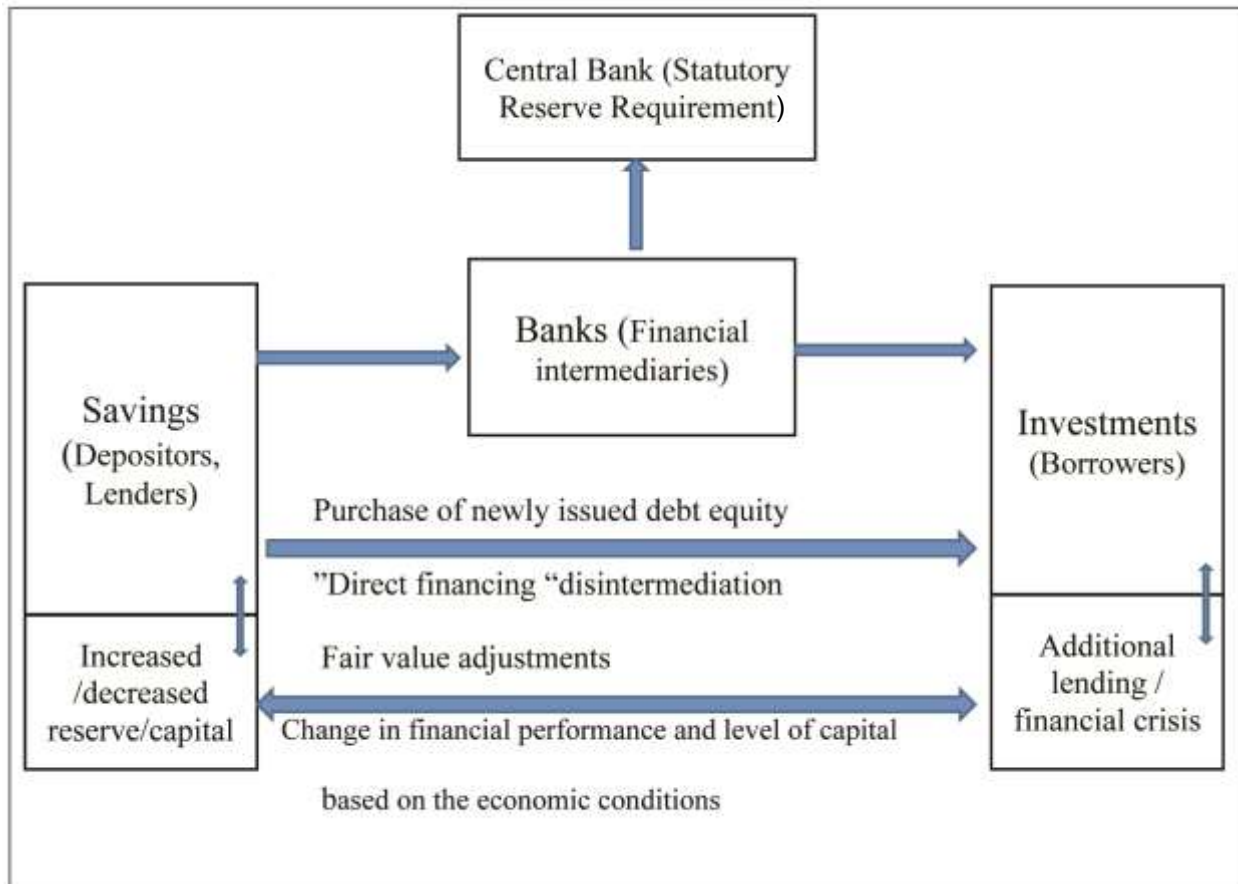 Central Bank (Statutory
Reserve Requirement)
Banks (Financial
intermediaries)
Savings
(Depositors,
Lenders)
Investments
(Borrowers)
Purchase of newly issued debt equity
”Direct financing “disintermediation
Increased
/decreased
reserve/capital
Fair value adjustments
Change in financial performance and level of capital
based on the economic conditions
Additional
lending /
financial crisis